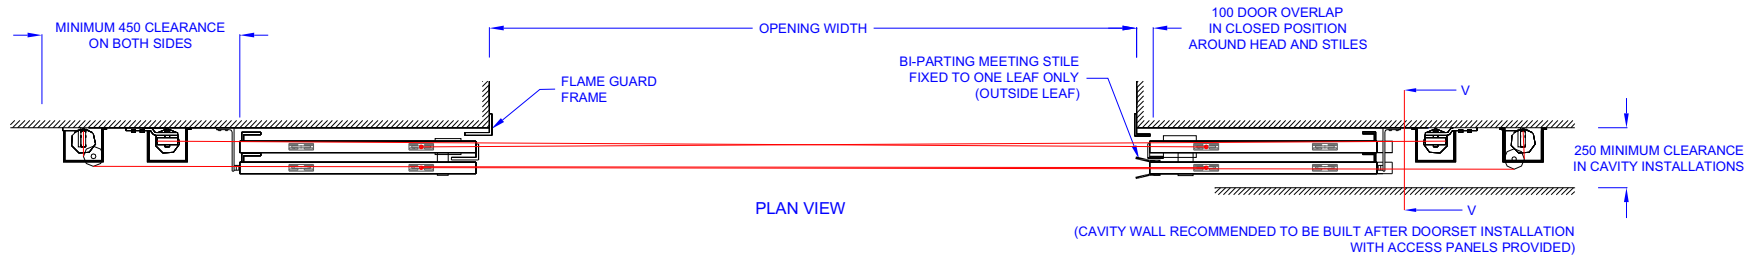 MINIMUM 450 CLEARANCE
ON BOTH SIDES
OPENING WIDTH
100 DOOR OVERLAP
IN CLOSED POSITION
AROUND HEAD AND STILES
FLAME GUARD
FRAME
BI-PARTING MEETING STILE
FIXED TO ONE LEAF ONLY
(OUTSIDE LEAF)
V
250 MINIMUM CLEARANCE
IN CAVITY INSTALLATIONS
PLAN VIEW
V
(CAVITY WALL RECOMMENDED TO BE BUILT AFTER DOORSET INSTALLATION
WITH ACCESS PANELS PROVIDED)